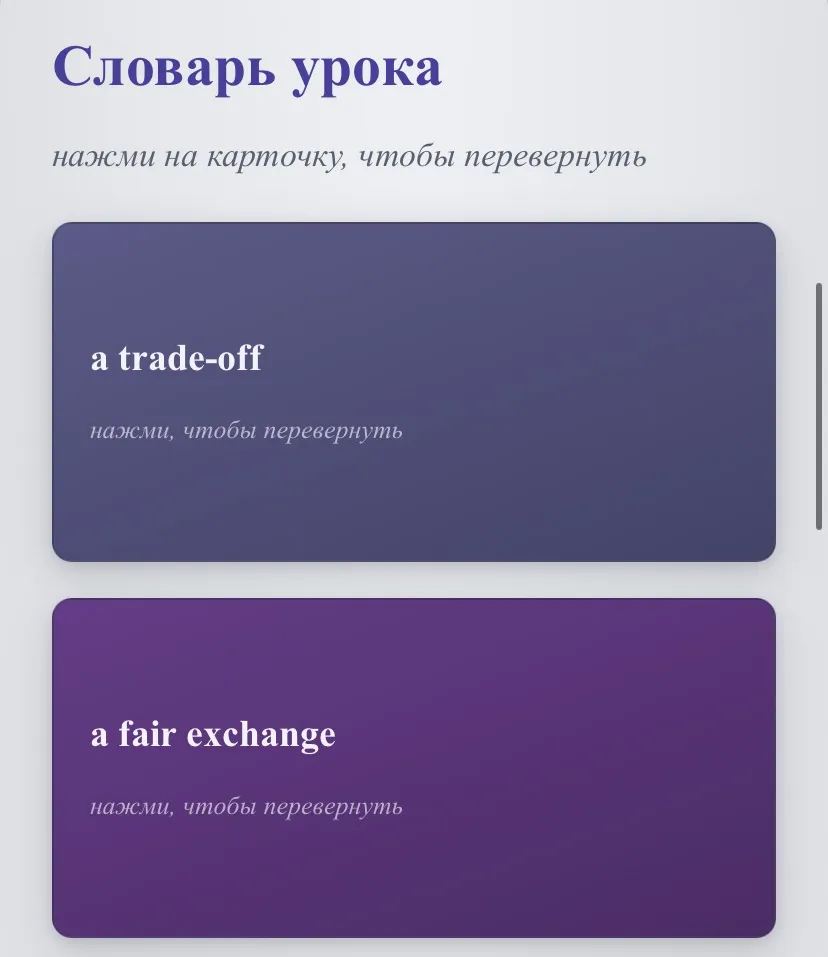 Словарь урока
нажми на карточку, чтобы перевернуть
a trade-off
нажми, чтобы перевернуть
a fair exchange
нажми, чтобы перевернуть